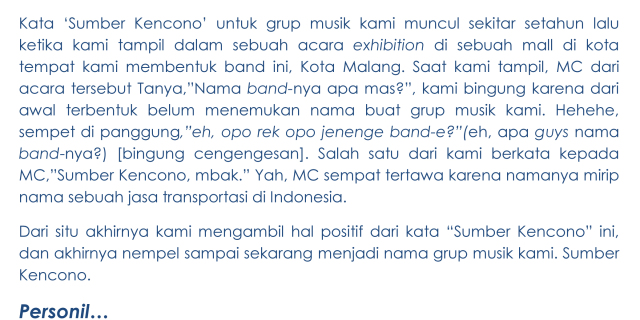 Kata ‘Sumber Kencono’ untuk grup musik kami muncul sekitar setahun lalu
ketika kami tampil dalam sebuah acara exhibition di sebuah mall di kota
tempat kami membentuk band ini, Kota Malang. Saat kami tampil, MC dari
acara tersebut Tanya,”Nama band-nya apa mas?”, kami bingung karena dari
awal terbentuk belum menemukan nama buat grup musik kami. Hehehe,
sempet di panggung,”eh, opo rek opo jenenge band-e?”(eh, apa guys nama
band-nya?) [bingung cengengesan]. Salah satu dari kami berkata kepada
MC,”Sumber Kencono, mbak.” Yah, MC sempat tertawa karena namanya mirip
nama sebuah jasa transportasi di Indonesia.
Dari situ akhirnya kami mengambil hal positif dari kata “Sumber Kencono” ini,
dan akhirnya nempel sampai sekarang menjadi nama grup musik kami. Sumber
Kencono.
Personil…